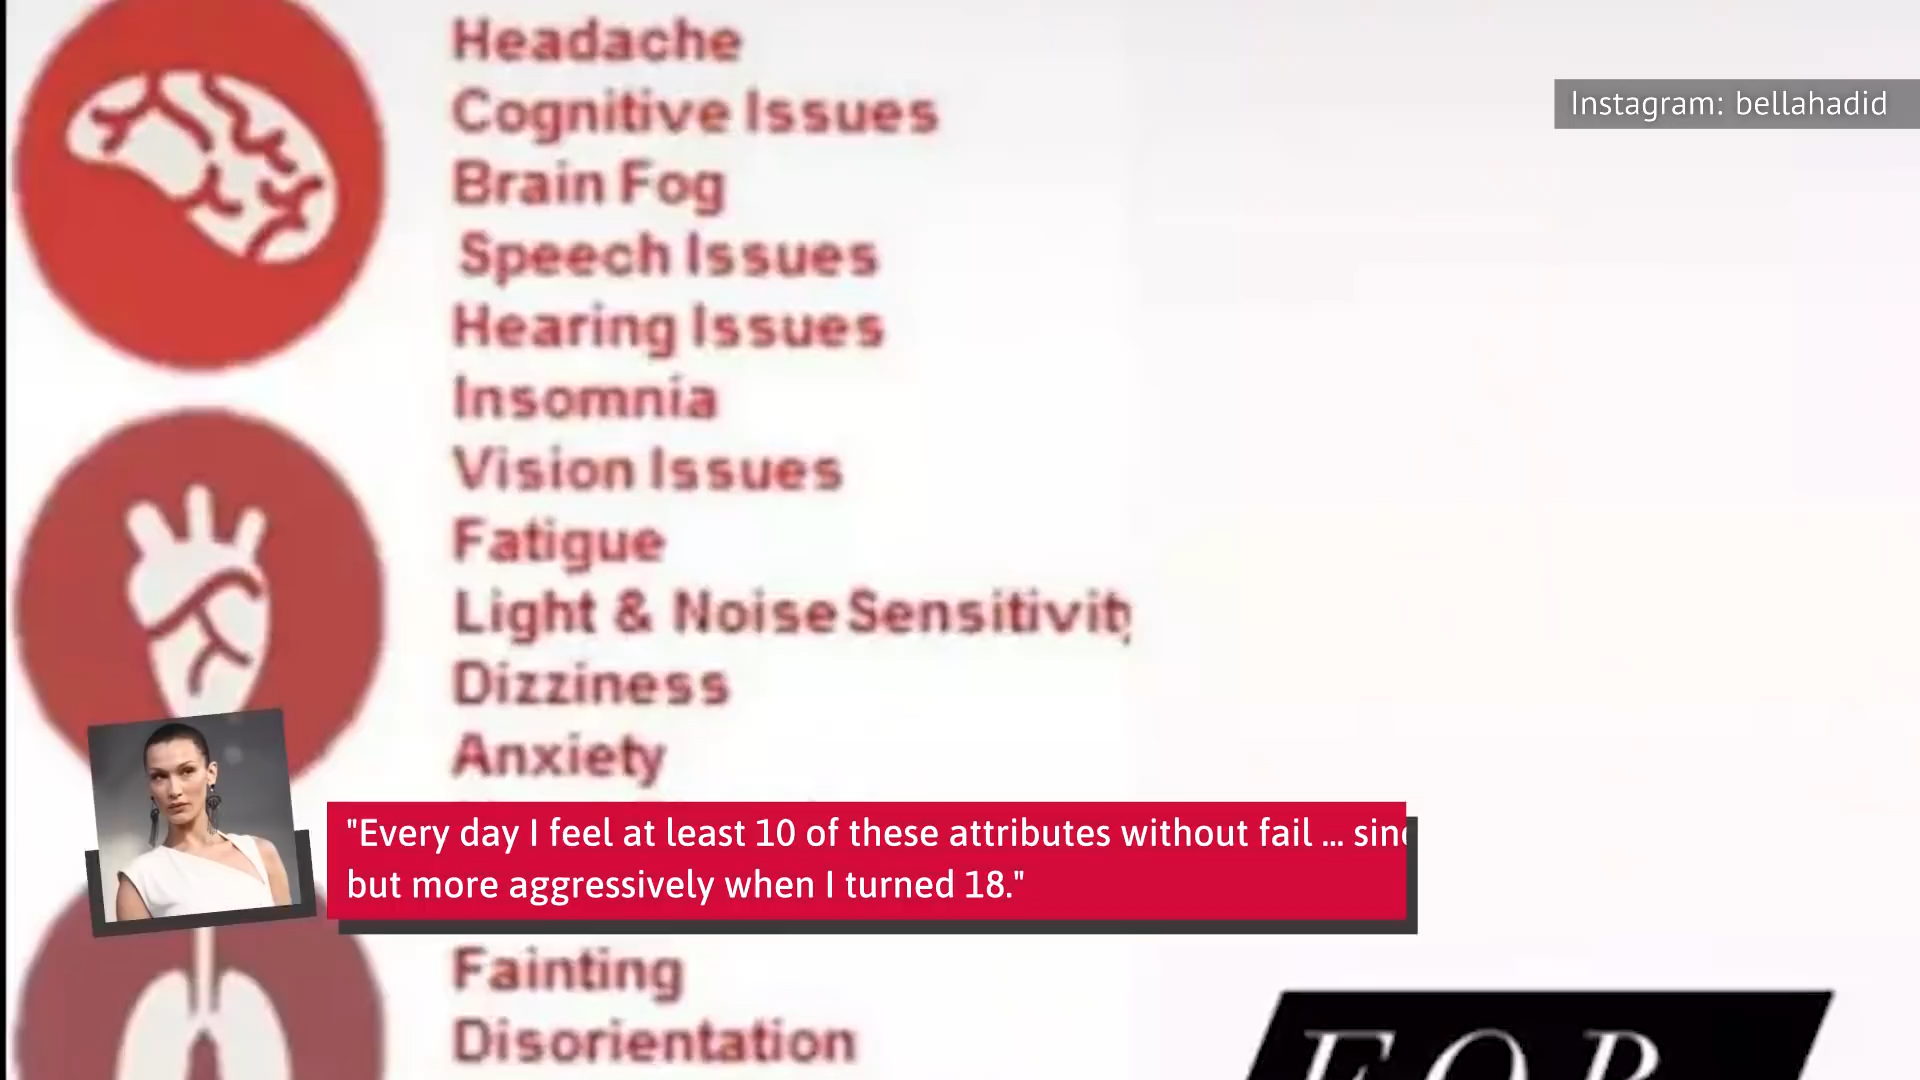 Headache
Instagram: bellahadid
Cognitive Issues
Brain Fog
Speech Issues
Hearing Issues
Insomnia
Vision Issues
Fatigue
Light & Noise Sensitivity
Dizziness
Anxiety
"Every day I feel at least 10 of these attributes without fail ...
but more aggressively when I turned 18."
Fainting
Disorientation
FOR